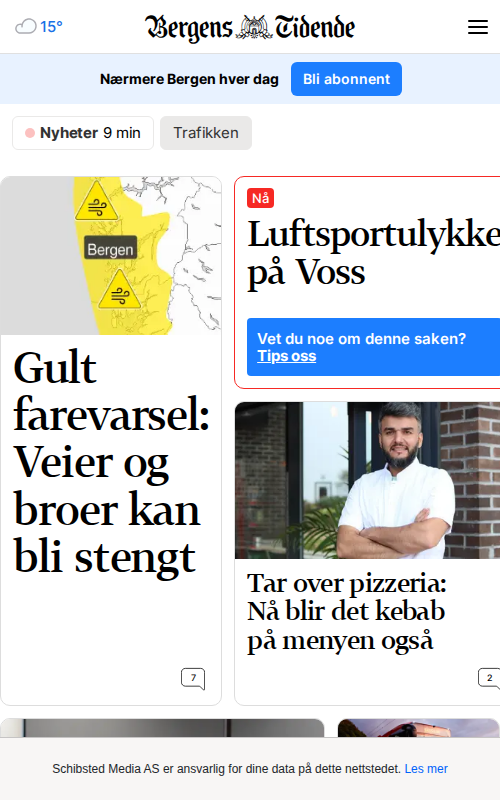 15°
Bergens Tidende
Nærmere Bergen hver dag
Bli abonnent
Nyheter 9 min
Trafikken
Bergen
Gult
farevarsel:
Veier og
broer kan
bli stengt
7
Nå
Luftsportulykke
på Voss
Vet du noe om denne saken?
Tips oss
Tar over pizzeria:
Nå blir det kebab
på menyen også
2
Schibsted Media AS er ansvarlig for dine data på dette nettstedet. Les mer